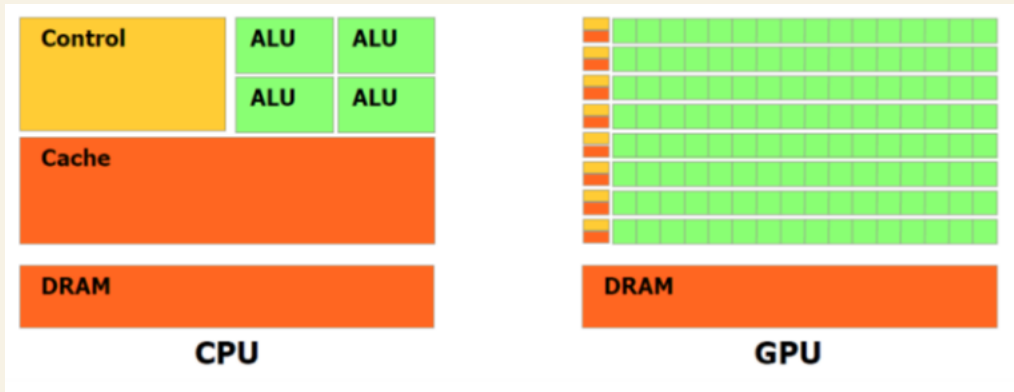 Control
ALU ALU
ALU ALU
Cache
DRAM
CPU
DRAM
GPU